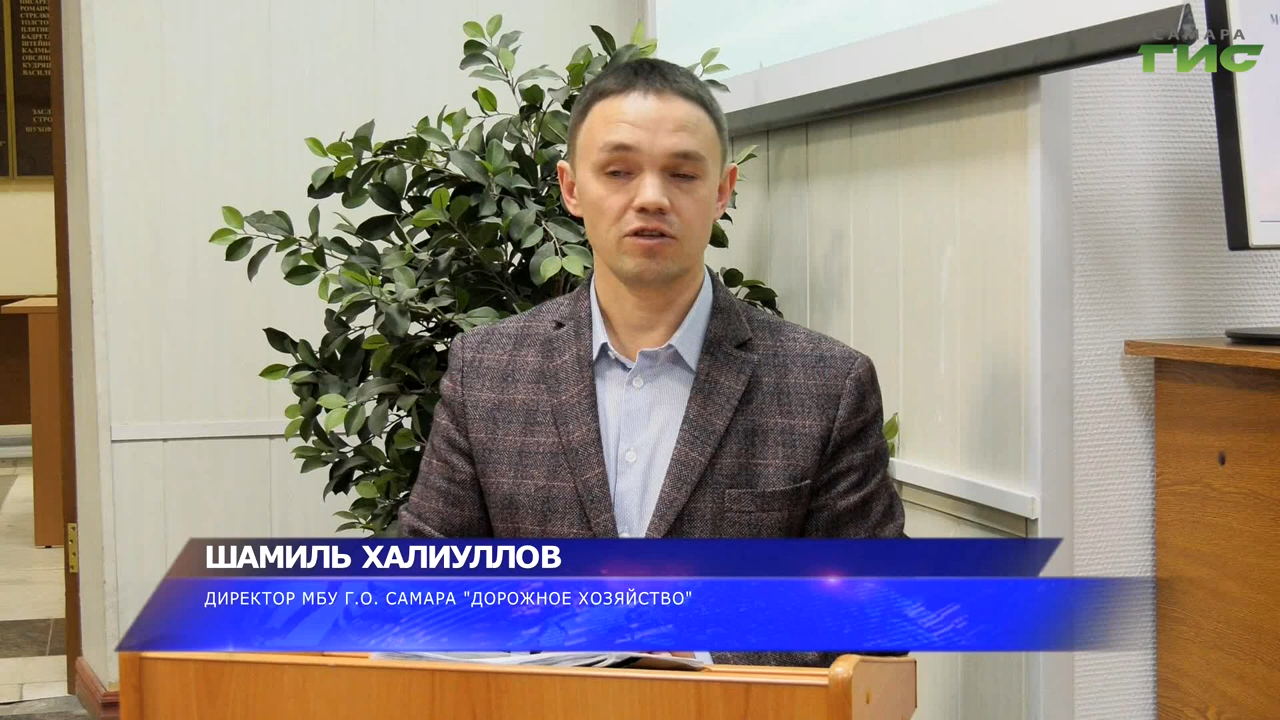 САМАРА
ГИС
ШАМИЛЬ ХАЛИУЛЛОВ
ДИРЕКТОР МБУ Г.О. САМАРА "ДОРОЖНОЕ ХОЗЯЙСТВО"